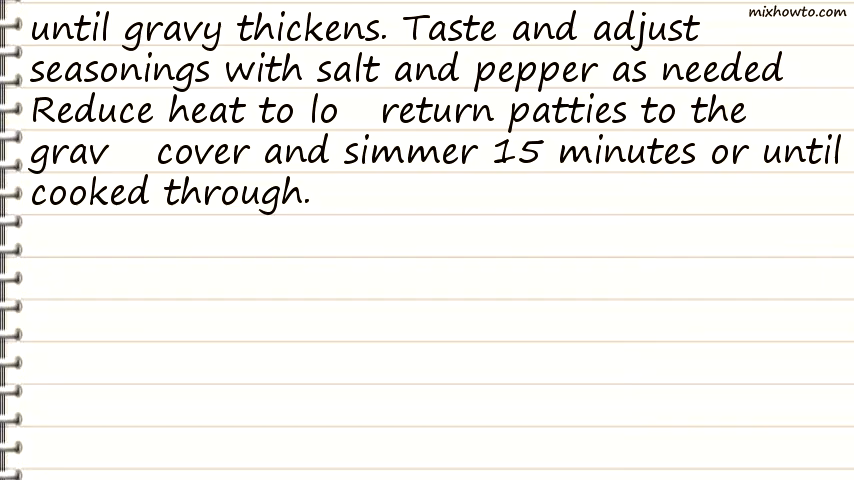 mixhowto.com
until gravy thickens. Taste and adjust
seasonings with salt and pepper as needed
Reduce heat to lo return patties to the
grav cover and simmer 15 minutes or until
cooked through.